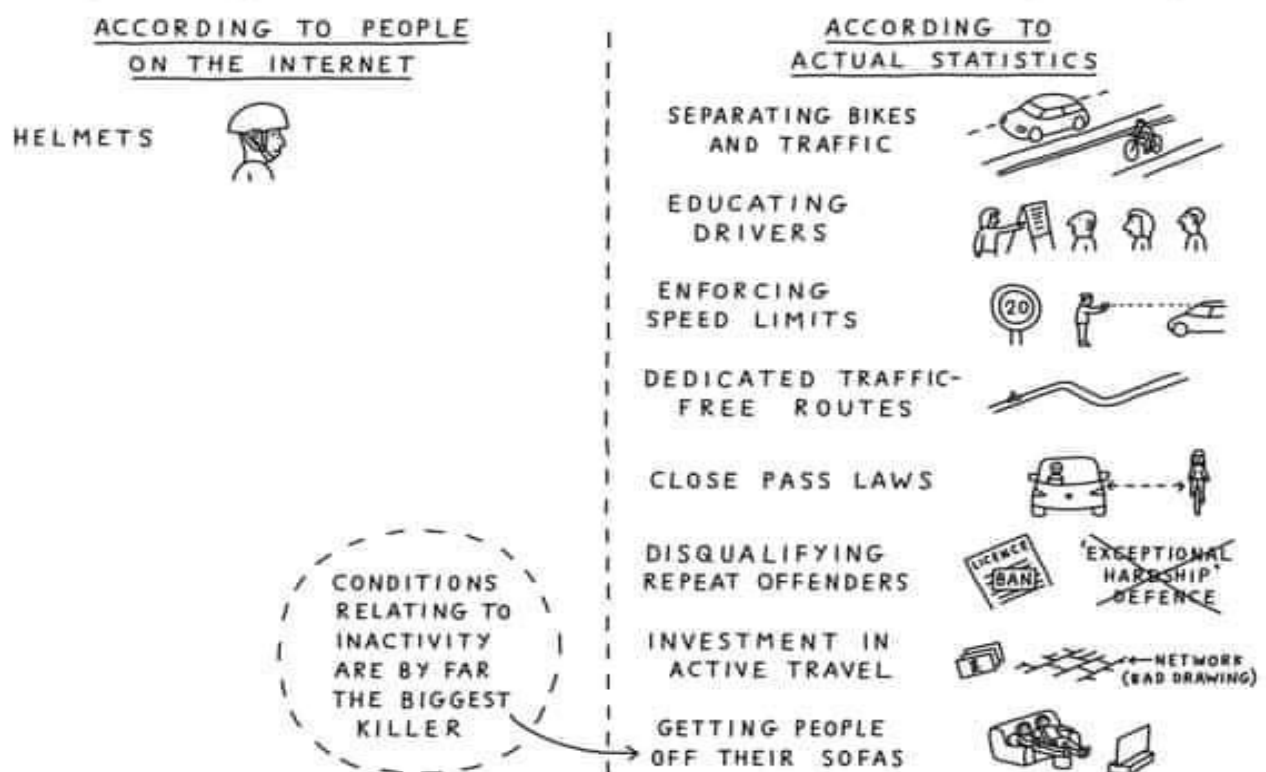 ACCORDING TO PEOPLE
ON THE INTERNET
HELMETS
ACCORDING TO
ACTUAL STATISTICS
SEPARATING BIKES
AND TRAFFIC
EDUCATING
DRIVERS
ENFORCING
SPEED LIMITS
20
DEDICATED TRAFFIC-
FREE ROUTES
CLOSE PASS LAWS
DISQUALIFYING
REPEAT OFFENDERS
LICENCE
BAN
'EXCEPTIONAL
HARDSHIP'
DEFENCE
INVESTMENT IN
ACTIVE TRAVEL
NETWORK
(BAD DRAWING)
GETTING PEOPLE
OFF THEIR SOFAS
CONDITIONS
RELATING TO
INACTIVITY
ARE BY FAR
THE BIGGEST
KILLER